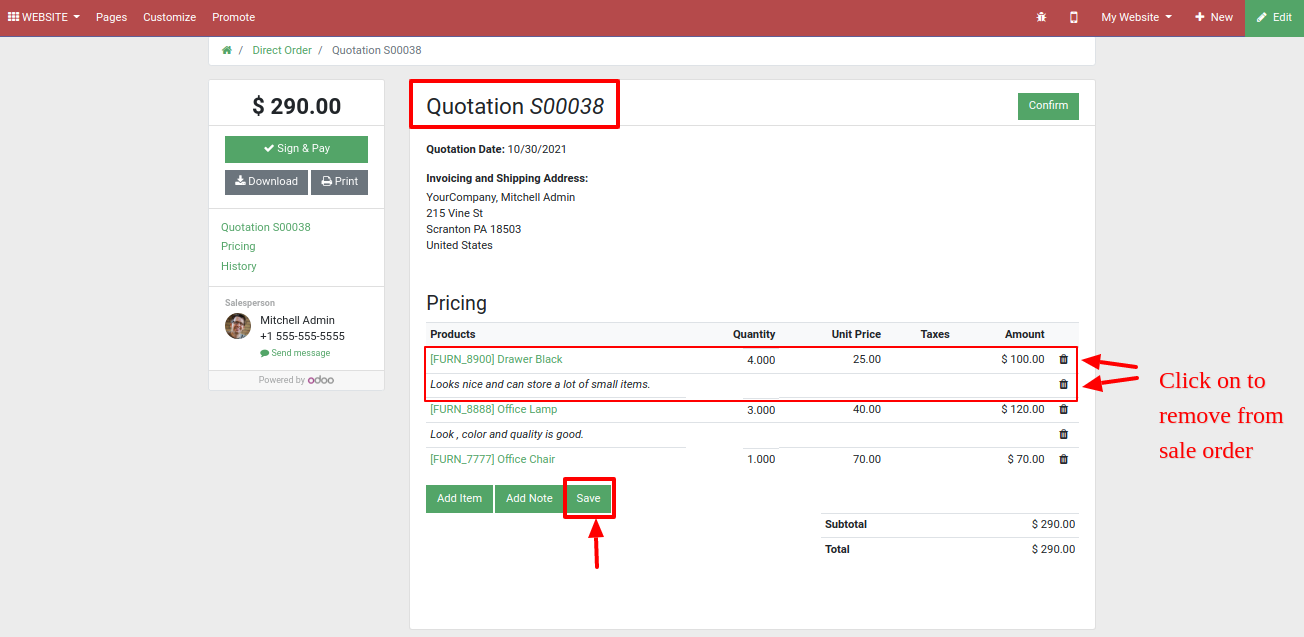 WEBSITE Pages Customize Promote My Website New Edit
/ Direct Order / Quotation S00038
$ 290.00
Sign & Pay
Download Print
Quotation S00038
Pricing
History
Salesperson
Mitchell Admin
+1 555-555-5555
Send message
Powered by odoo
Quotation S00038 Confirm
Quotation Date: 10/30/2021
Invoicing and Shipping Address:
YourCompany, Mitchell Admin
215 Vine St
Scranton PA 18503
United States
Pricing
Products Quantity Unit Price Taxes Amount
[FURN_8900] Drawer Black 4.000 25.00 $ 100.00
Looks nice and can store a lot of small items.
[FURN_8888] Office Lamp 3.000 40.00 $ 120.00
Look , color and quality is good.
[FURN_7777] Office Chair 1.000 70.00 $ 70.00
Add Item Add Note Save
Subtotal $ 290.00
Total $ 290.00
Click on to
remove from
sale order